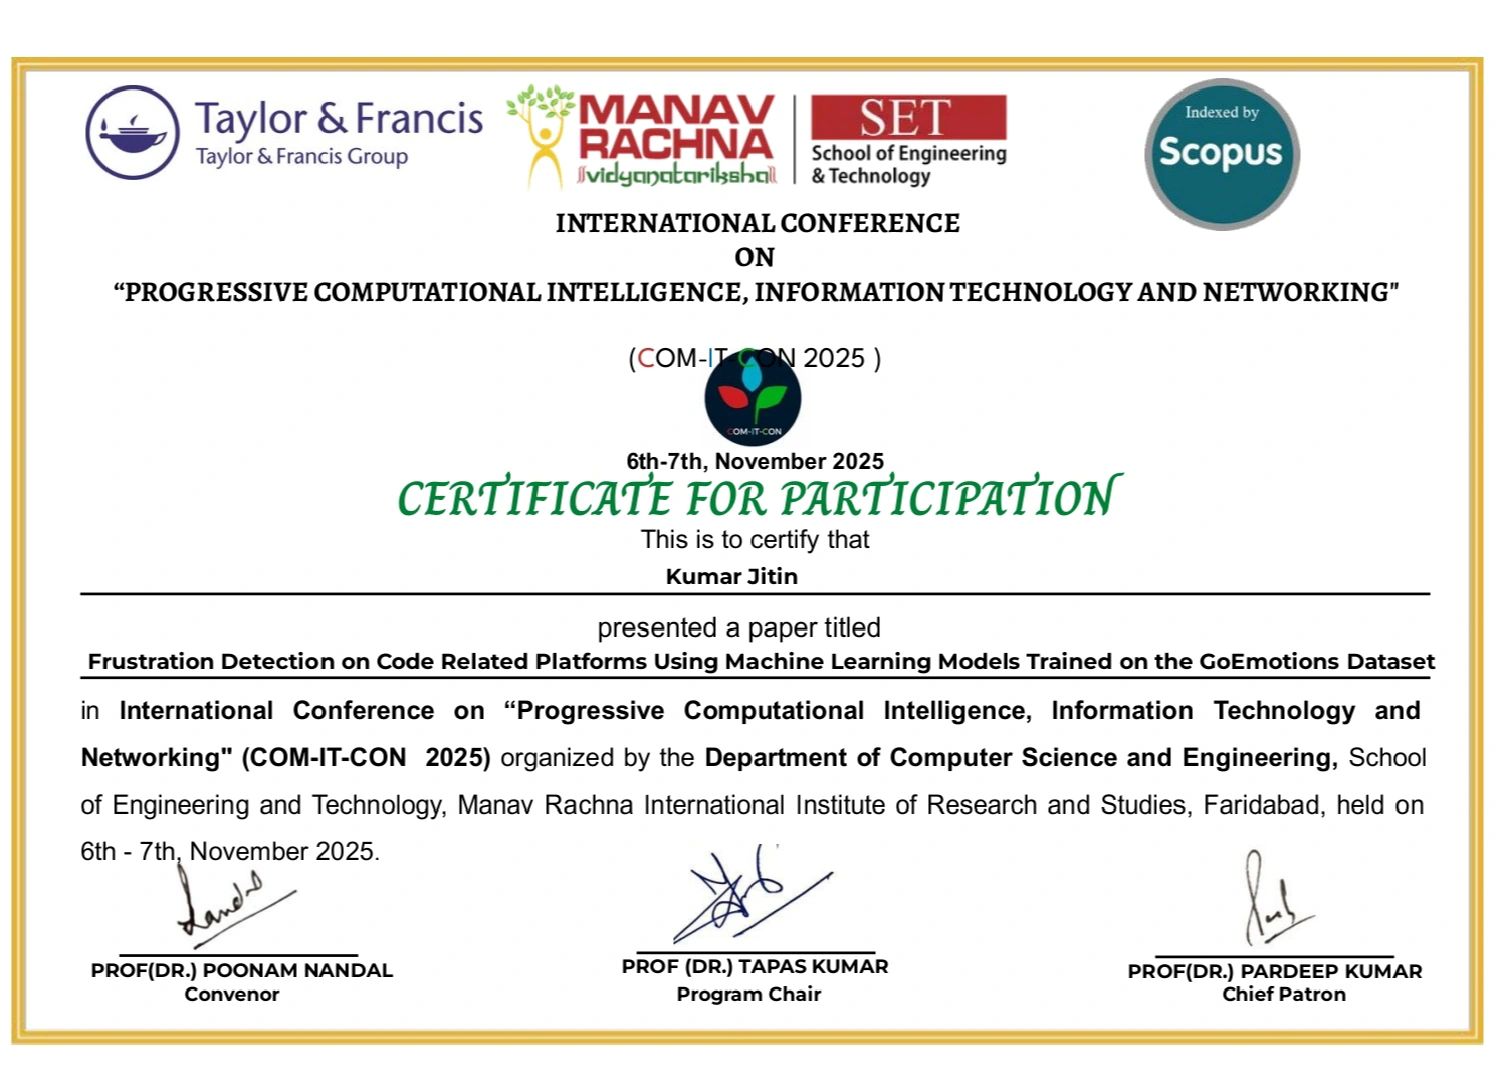 Taylor & Francis
Taylor & Francis Group
MANAV
RACHNA
vidyanatariksha
SET
School of Engineering
& Technology
Indexed by
Scopus
INTERNATIONAL CONFERENCE
ON
“PROGRESSIVE COMPUTATIONAL INTELLIGENCE, INFORMATION TECHNOLOGY AND NETWORKING"
(COM-IT-CON 2025 )
COM-IT-CON
6th-7th, November 2025
CERTIFICATE FOR PARTICIPATION
This is to certify that
Kumar Jitin
presented a paper titled
Frustration Detection on Code Related Platforms Using Machine Learning Models Trained on the GoEmotions Dataset
in International Conference on “Progressive Computational Intelligence, Information Technology and
Networking" (COM-IT-CON 2025) organized by the Department of Computer Science and Engineering, School
of Engineering and Technology, Manav Rachna International Institute of Research and Studies, Faridabad, held on
6th - 7th, November 2025.
PROF(DR.) POONAM NANDAL
Convenor
PROF (DR.) TAPAS KUMAR
Program Chair
PROF(DR.) PARDEEP KUMAR
Chief Patron